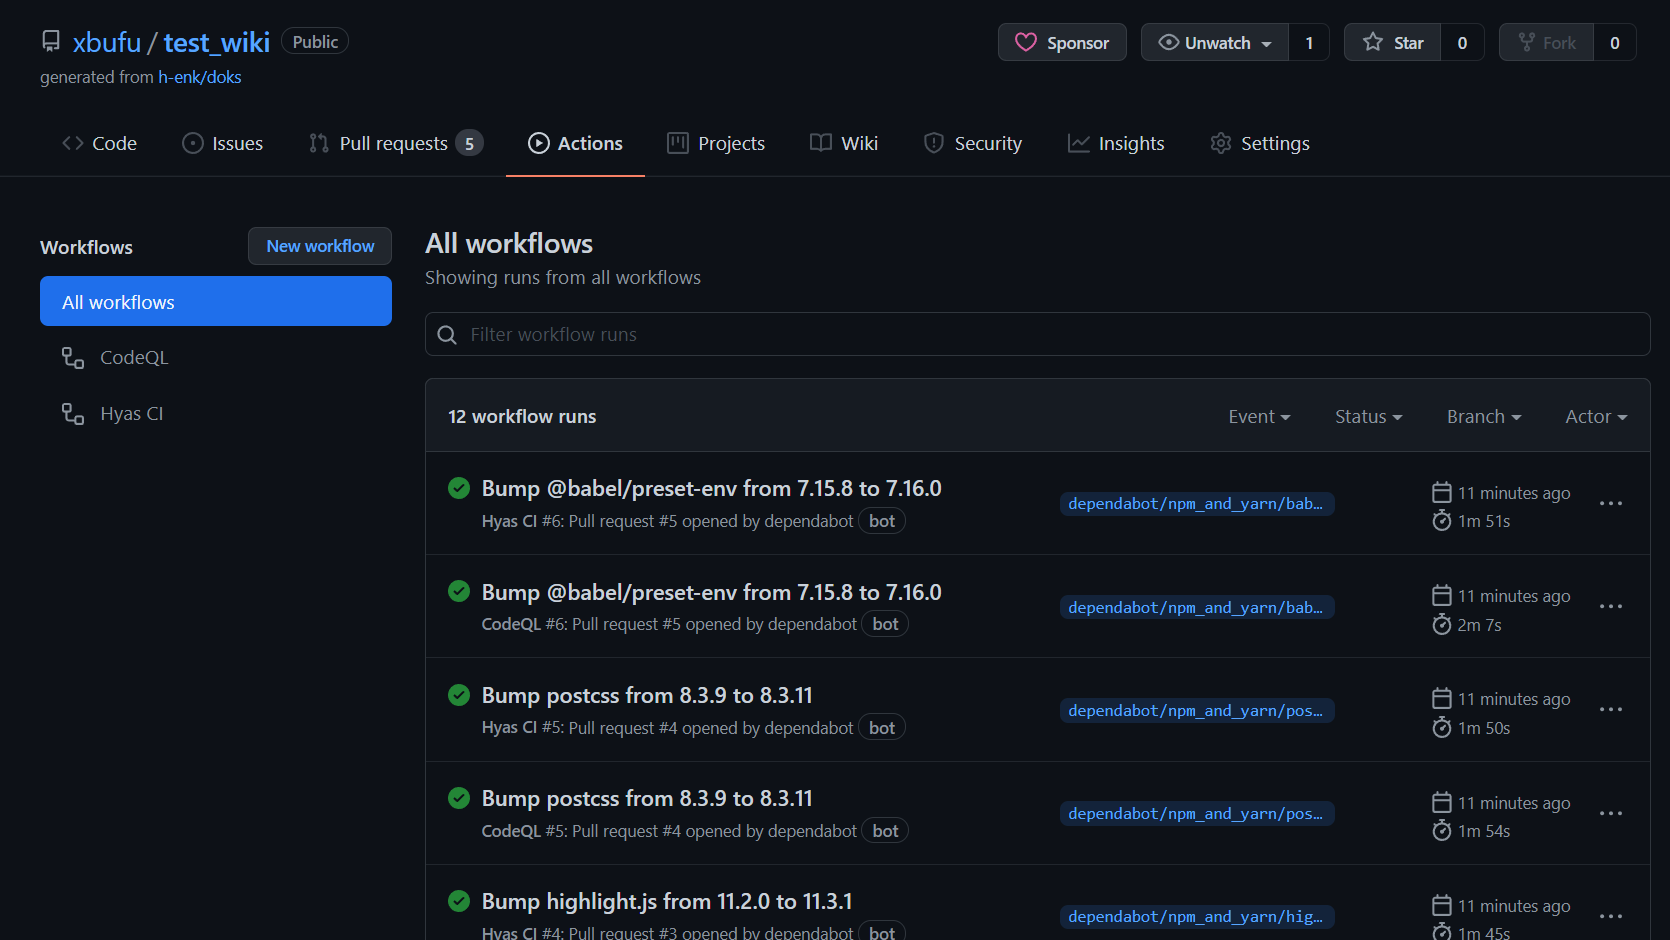 xbufu / test_wiki Public
Sponsor Unwatch 1 Star 0 Fork 0
generated from h-enk/doks
Code Issues Pull requests 5 Actions Projects Wiki Security Insights Settings
Workflows New workflow
All workflows
CodeQL
Hyas CI
All workflows
Showing runs from all workflows
Filter workflow runs
12 workflow runs Event Status Branch Actor
Bump @babel/preset-env from 7.15.8 to 7.16.0
Hyas CI #6: Pull request #5 opened by dependabot bot
dependabot/npm_and_yarn/bab...
11 minutes ago
1m 51s
Bump @babel/preset-env from 7.15.8 to 7.16.0
CodeQL #6: Pull request #5 opened by dependabot bot
dependabot/npm_and_yarn/bab...
11 minutes ago
2m 7s
Bump postcss from 8.3.9 to 8.3.11
Hyas CI #5: Pull request #4 opened by dependabot bot
dependabot/npm_and_yarn/pos...
11 minutes ago
1m 50s
Bump postcss from 8.3.9 to 8.3.11
CodeQL #5: Pull request #4 opened by dependabot bot
dependabot/npm_and_yarn/pos...
11 minutes ago
1m 54s
Bump highlight.js from 11.2.0 to 11.3.1
Hyas CI #4: Pull request #3 opened by dependabot bot
dependabot/npm_and_yarn/hig...
11 minutes ago
1m 45s